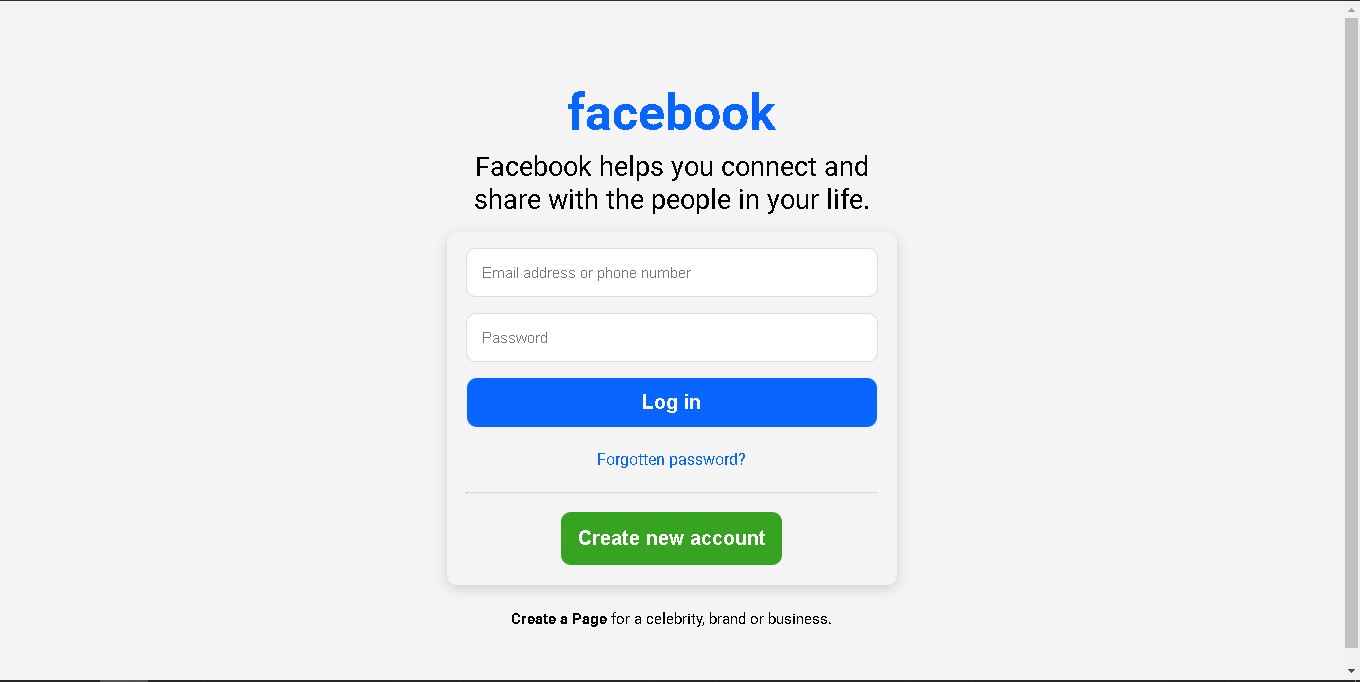 facebook
Facebook helps you connect and
share with the people in your life.
Email address or phone number
Password
Log in
Forgotten password?
Create new account
Create a Page for a celebrity, brand or business.